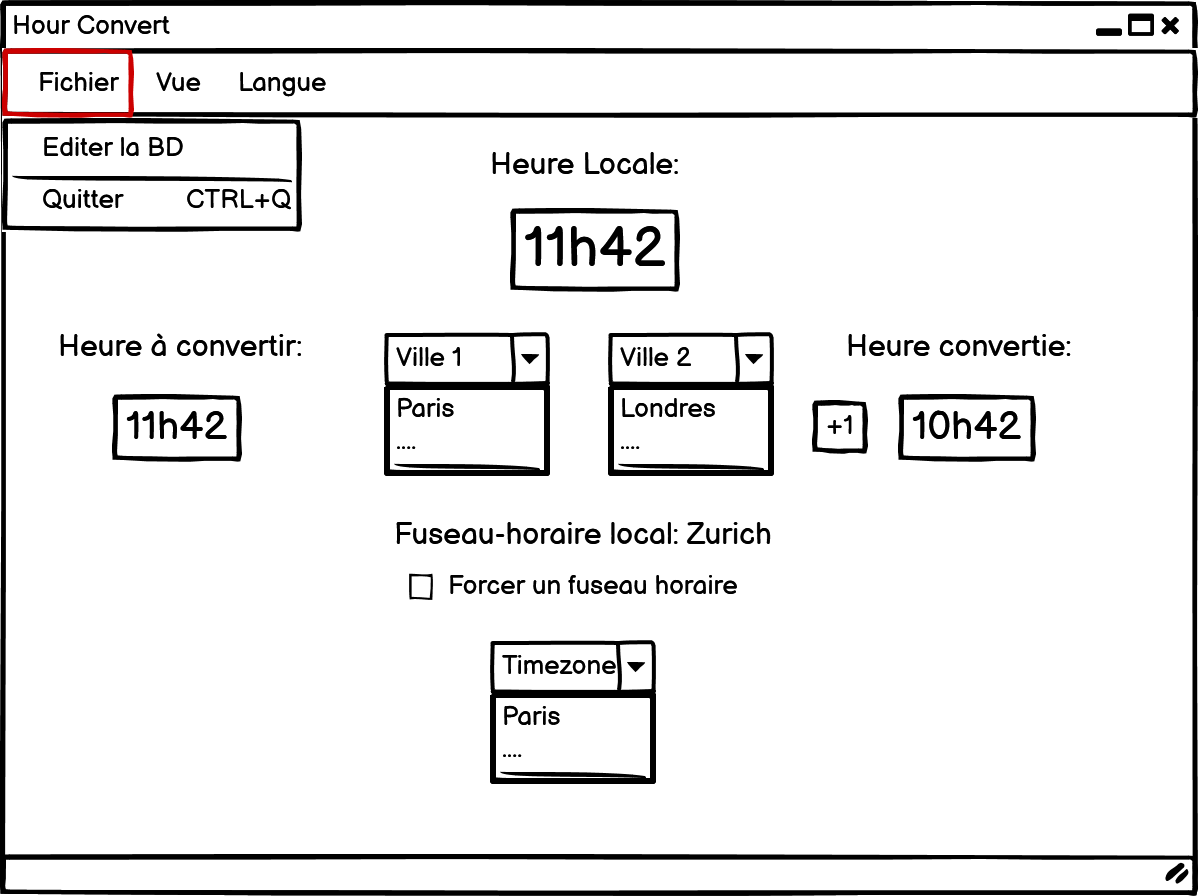 Hour Convert
Fichier Vue Langue
Editer la BD
Quitter CTRL+Q
Heure Locale:
11h42
Heure à convertir:
11h42
Ville 1
Paris
....
Ville 2
Londres
....
Heure convertie:
+1
10h42
Fuseau-horaire local: Zurich
Forcer un fuseau horaire
Timezone
Paris
....